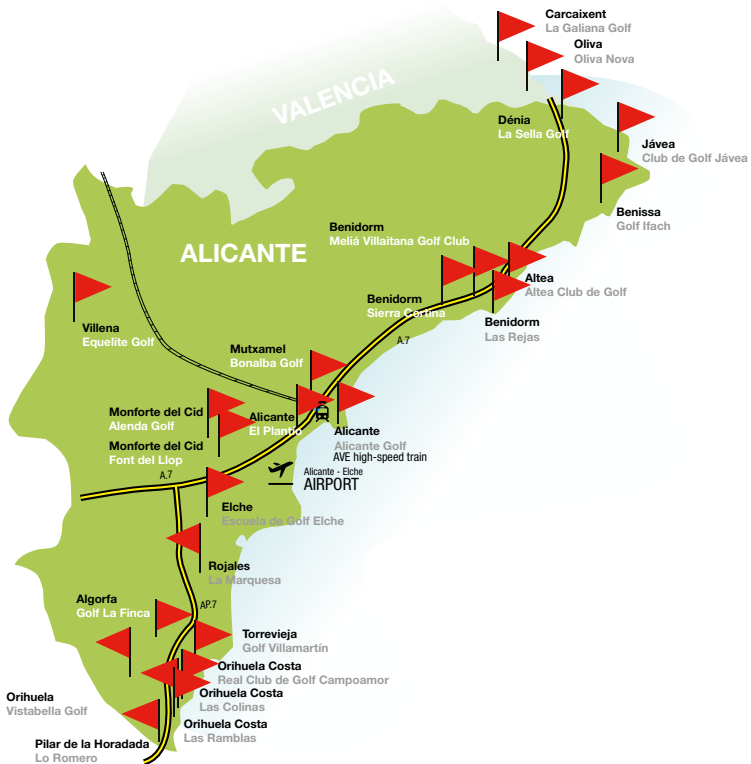 Carcaixent
La Galiana Golf
Oliva
Oliva Nova
VALENCIA
Dénia
La Sella Golf
Jávea
Club de Golf Jávea
Benissa
Golf Ifach
Benidorm
Meliá Villaitana Golf Club
ALICANTE
Altea
Altea Club de Golf
Benidorm
Sierra Cortina
Benidorm
Las Rejas
Villena
Equelite Golf
A.7
Mutxamel
Bonalba Golf
Monforte del Cid
Alenda Golf
Alicante
El Plantio
Alicante
Alicante Golf
AVE high-speed train
Monforte del Cid
Font del Llop
A.7
Alicante - Elche
AIRPORT
Elche
Escuela de Golf Elche
Rojales
La Marquesa
Algorfa
Golf La Finca
AP.7
Torrevieja
Golf Villamartín
Orihuela Costa
Real Club de Golf Campoamor
Orihuela
Vistabella Golf
Orihuela Costa
Las Colinas
Orihuela Costa
Las Ramblas
Pilar de la Horadada
Lo Romero